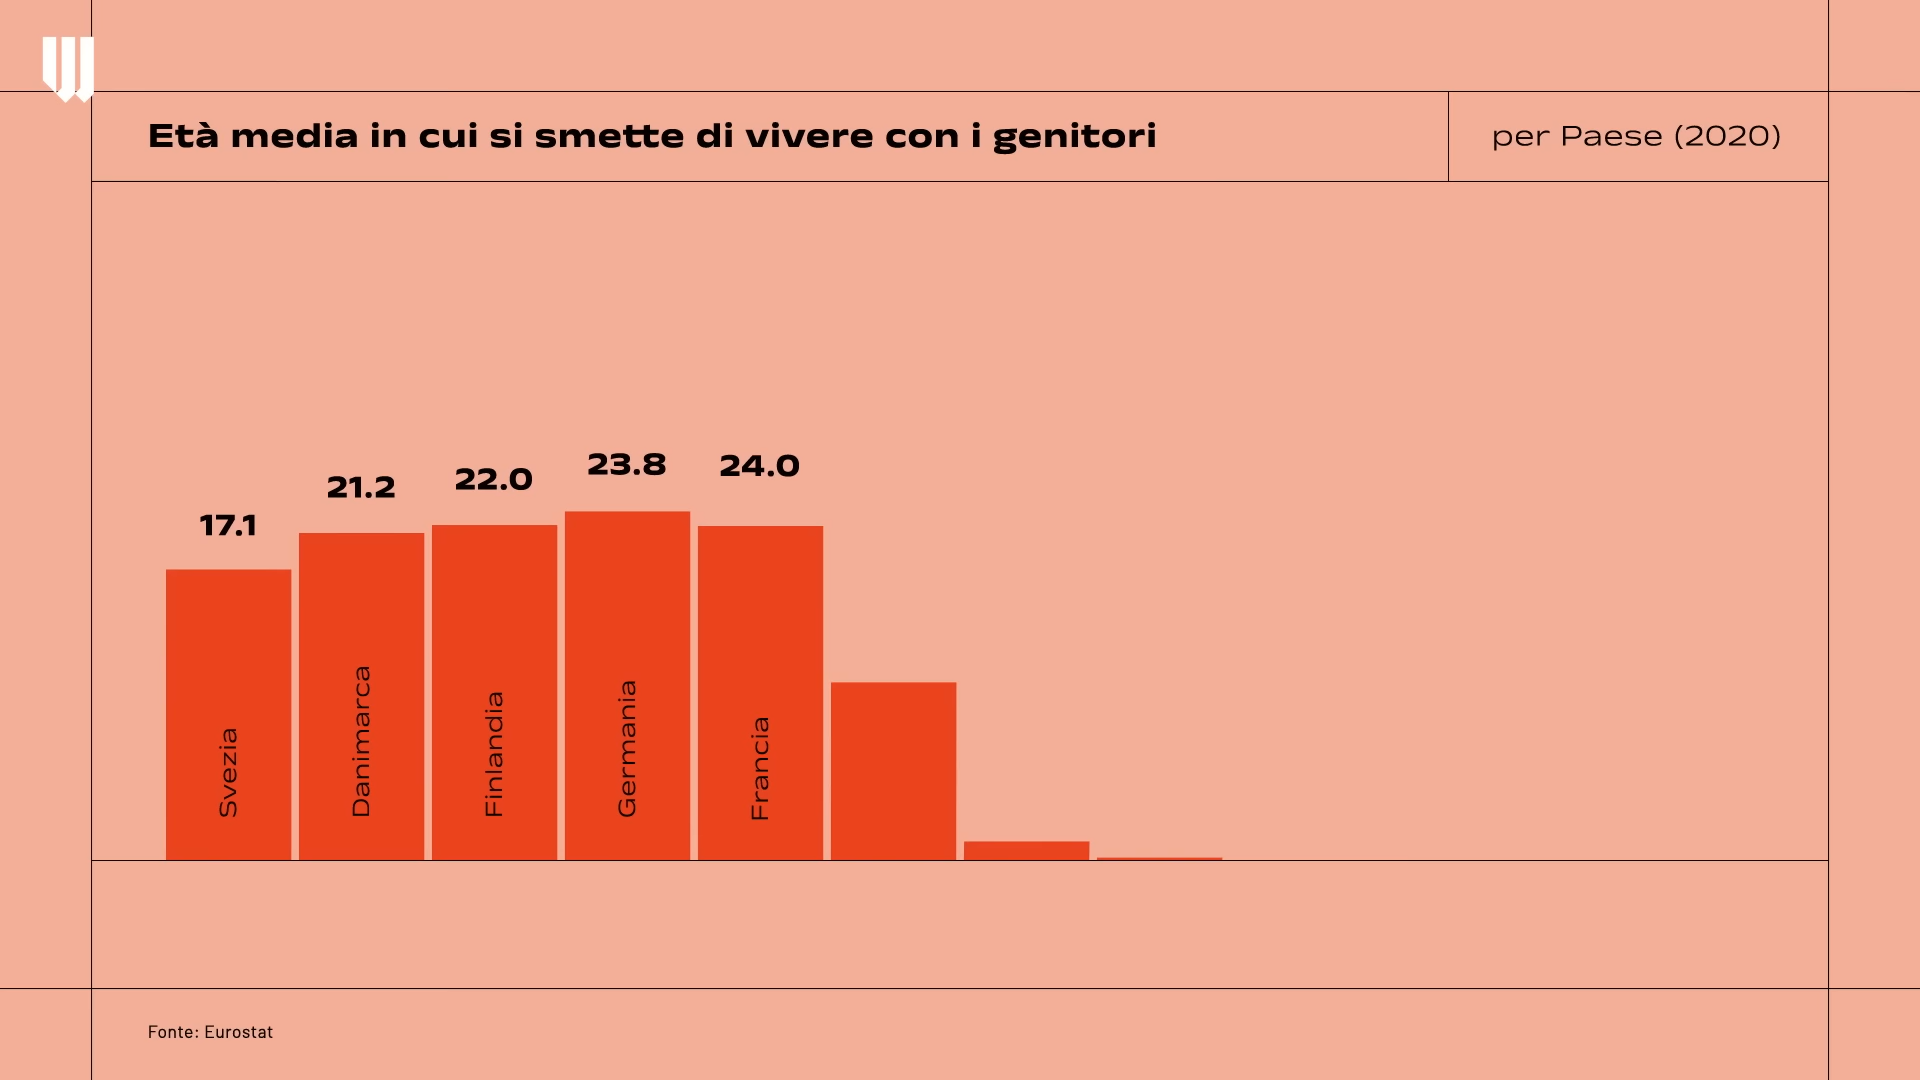 Età media in cui si smette di vivere con i genitori
per Paese (2020)
17.1
21.2
22.0
23.8
24.0
Svezia
Danimarca
Finlandia
Germania
Francia
Fonte: Eurostat